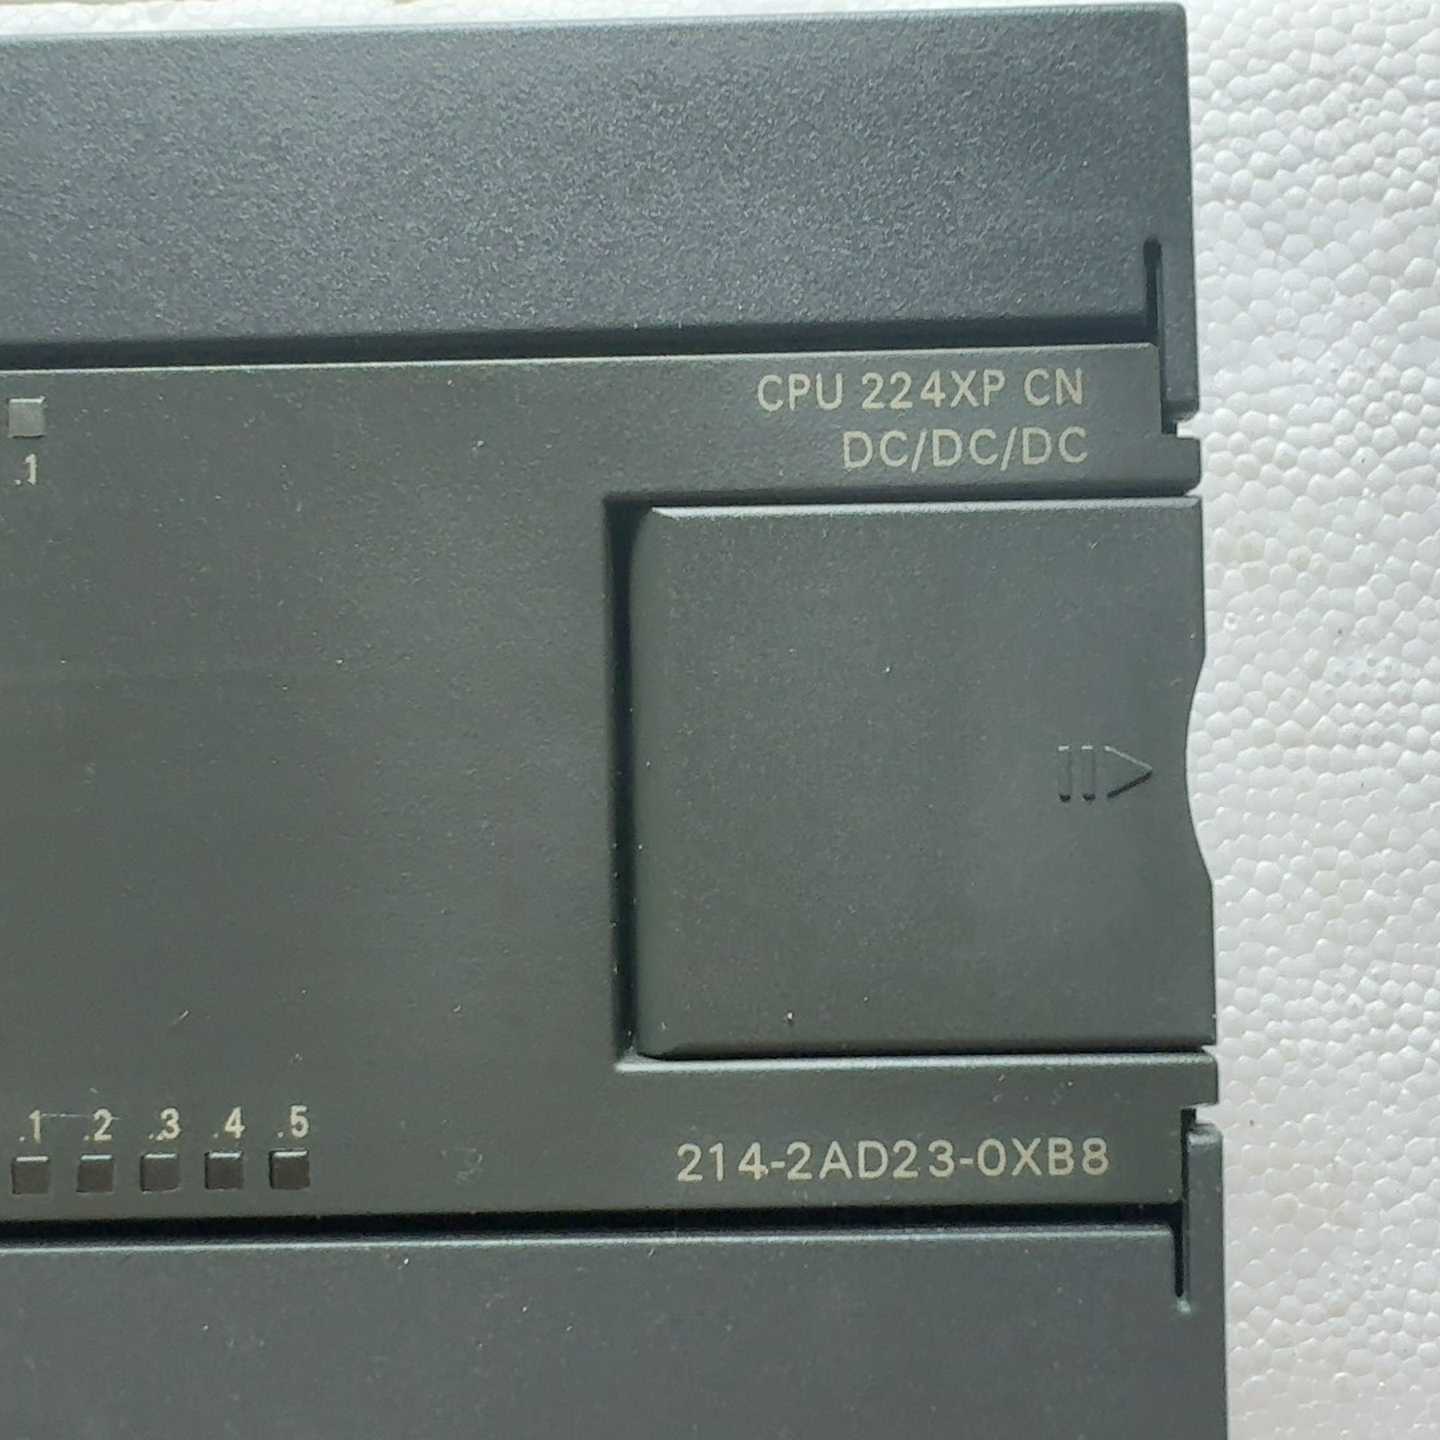 CPU 224XP CN
DC/DC/DC
.1
.1 .2 .3 .4 .5
214-2AD23-0XB8